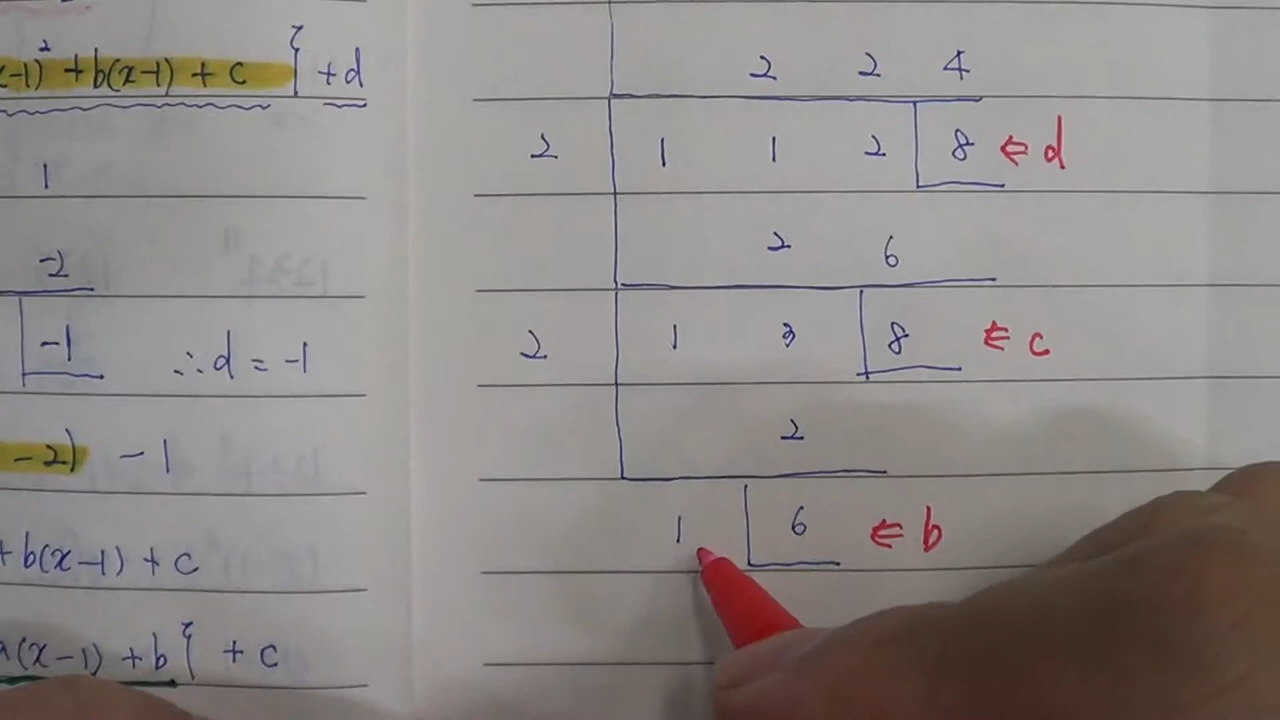 x-1)² + b(x-1) + c } + d
1
-2
-1 ∴ d = -1
-2) - 1
+ b(x-1) + c
(x-1) + b } + c
2 2 4
2 1 1 2 8 ⇐ d
2 6
2 1 3 8 ⇐ c
2
1 6 ⇐ b